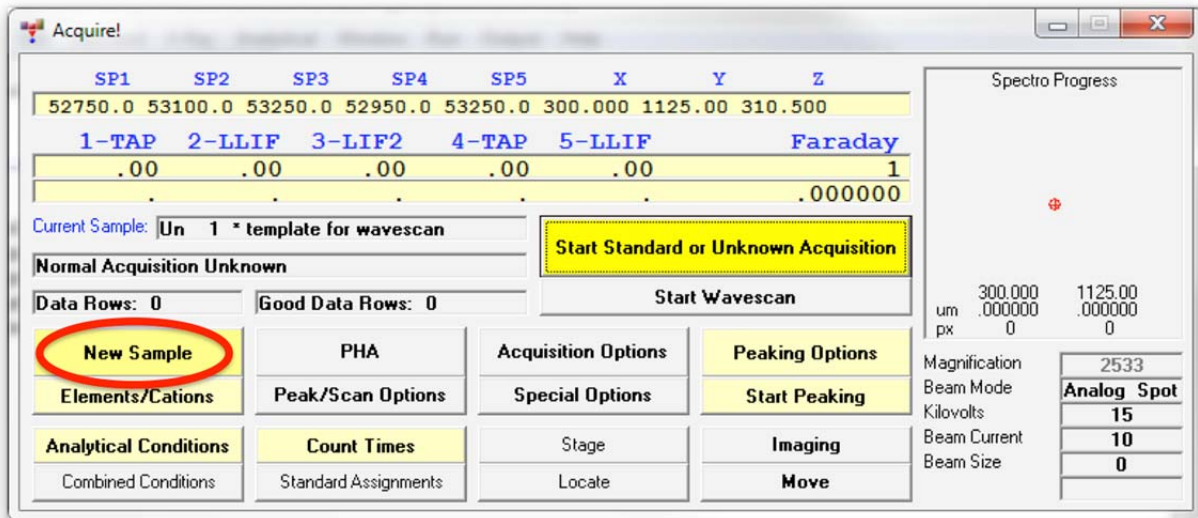 Acquire!
SP1 SP2 SP3 SP4 SP5 X Y Z
52750.0 53100.0 53250.0 52950.0 53250.0 300.000 1125.00 310.500
1-TAP 2-LLIF 3-LIF2 4-TAP 5-LLIF Faraday
.00 .00 .00 .00 .00 1
. . . . . .000000
Current Sample: Un 1 * template for wavescan
Normal Acquisition Unknown
Data Rows: 0 Good Data Rows: 0
Start Standard or Unknown Acquisition
Start Wavescan
New Sample PHA Acquisition Options Peaking Options
Elements/Cations Peak/Scan Options Special Options Start Peaking
Analytical Conditions Count Times Stage Imaging
Combined Conditions Standard Assignments Locate Move
Spectro Progress
300.000 1125.00
um .000000 .000000
px 0 0
Magnification 2533
Beam Mode Analog Spot
Kilovolts 15
Beam Current 10
Beam Size 0